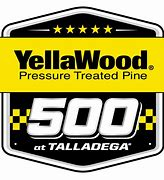 YellaWood®
Pressure Treated Pine
500
at TALLADEGA®